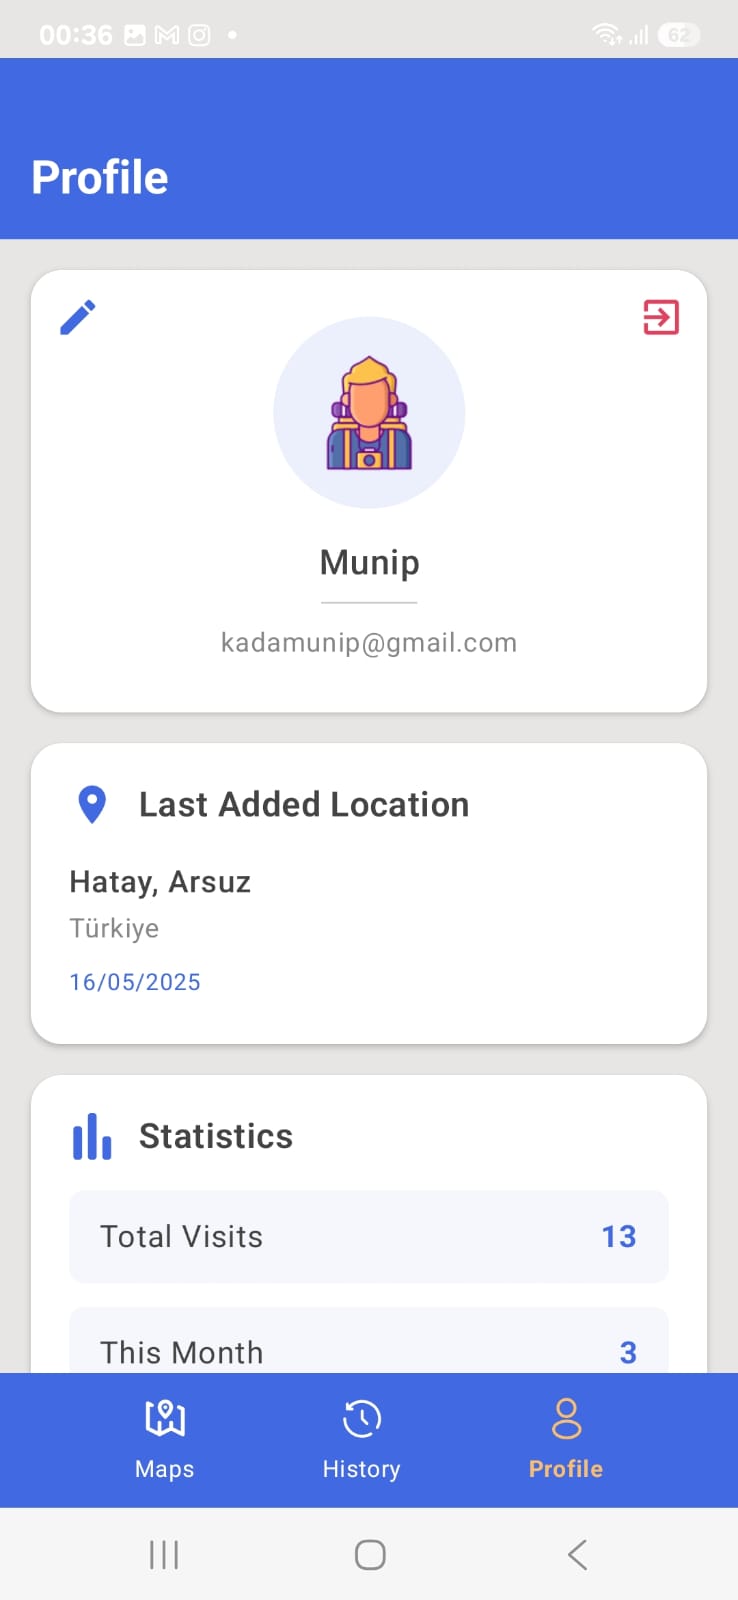 00:36
62
Profile
Munip
kadamunip@gmail.com
Last Added Location
Hatay, Arsuz
Türkiye
16/05/2025
Statistics
Total Visits 13
This Month 3
Maps History Profile